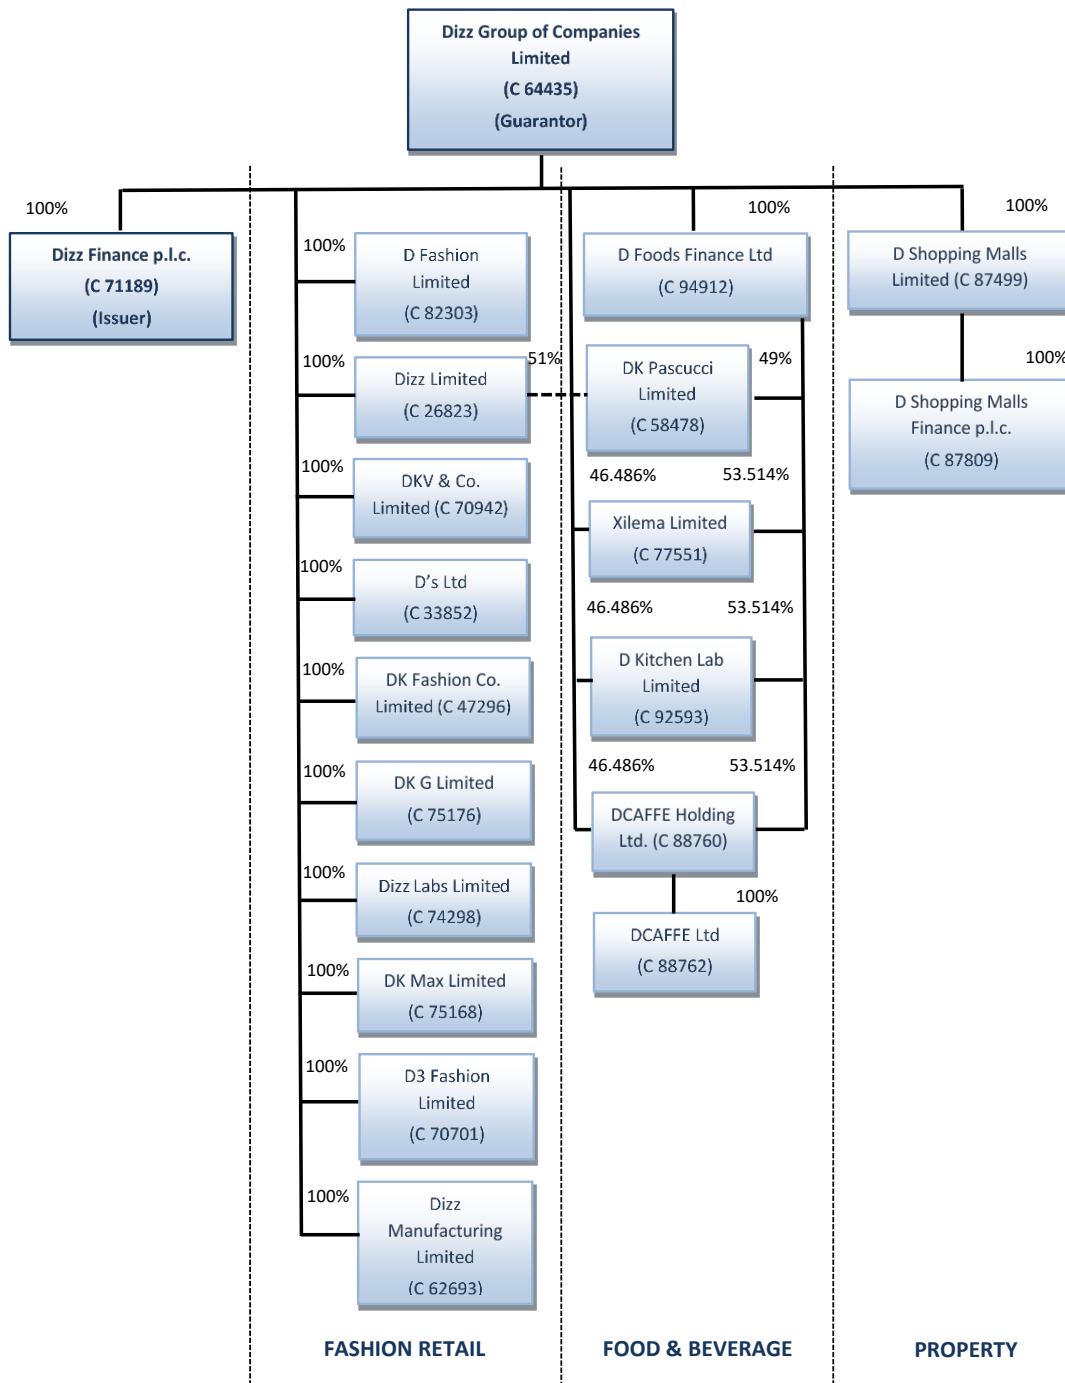 Dizz Group of Companies
Limited
(C 64435)
(Guarantor)
100%
Dizz Finance p.l.c.
(C 71189)
(Issuer)
100%
D Fashion
Limited
(C 82303)
100%
Dizz Limited
(C 26823)
51%
100%
DKV & Co.
Limited (C 70942)
100%
D’s Ltd
(C 33852)
100%
DK Fashion Co.
Limited (C 47296)
100%
DK G Limited
(C 75176)
100%
Dizz Labs Limited
(C 74298)
100%
DK Max Limited
(C 75168)
100%
D3 Fashion
Limited
(C 70701)
100%
Dizz
Manufacturing
Limited
(C 62693)
FASHION RETAIL
100%
D Foods Finance Ltd
(C 94912)
DK Pascucci
Limited
(C 58478)
49%
46.486% 53.514%
Xilema Limited
(C 77551)
46.486% 53.514%
D Kitchen Lab
Limited
(C 92593)
46.486% 53.514%
DCAFFE Holding
Ltd. (C 88760)
100%
DCAFFE Ltd
(C 88762)
FOOD & BEVERAGE
100%
D Shopping Malls
Limited (C 87499)
100%
D Shopping Malls
Finance p.l.c.
(C 87809)
PROPERTY